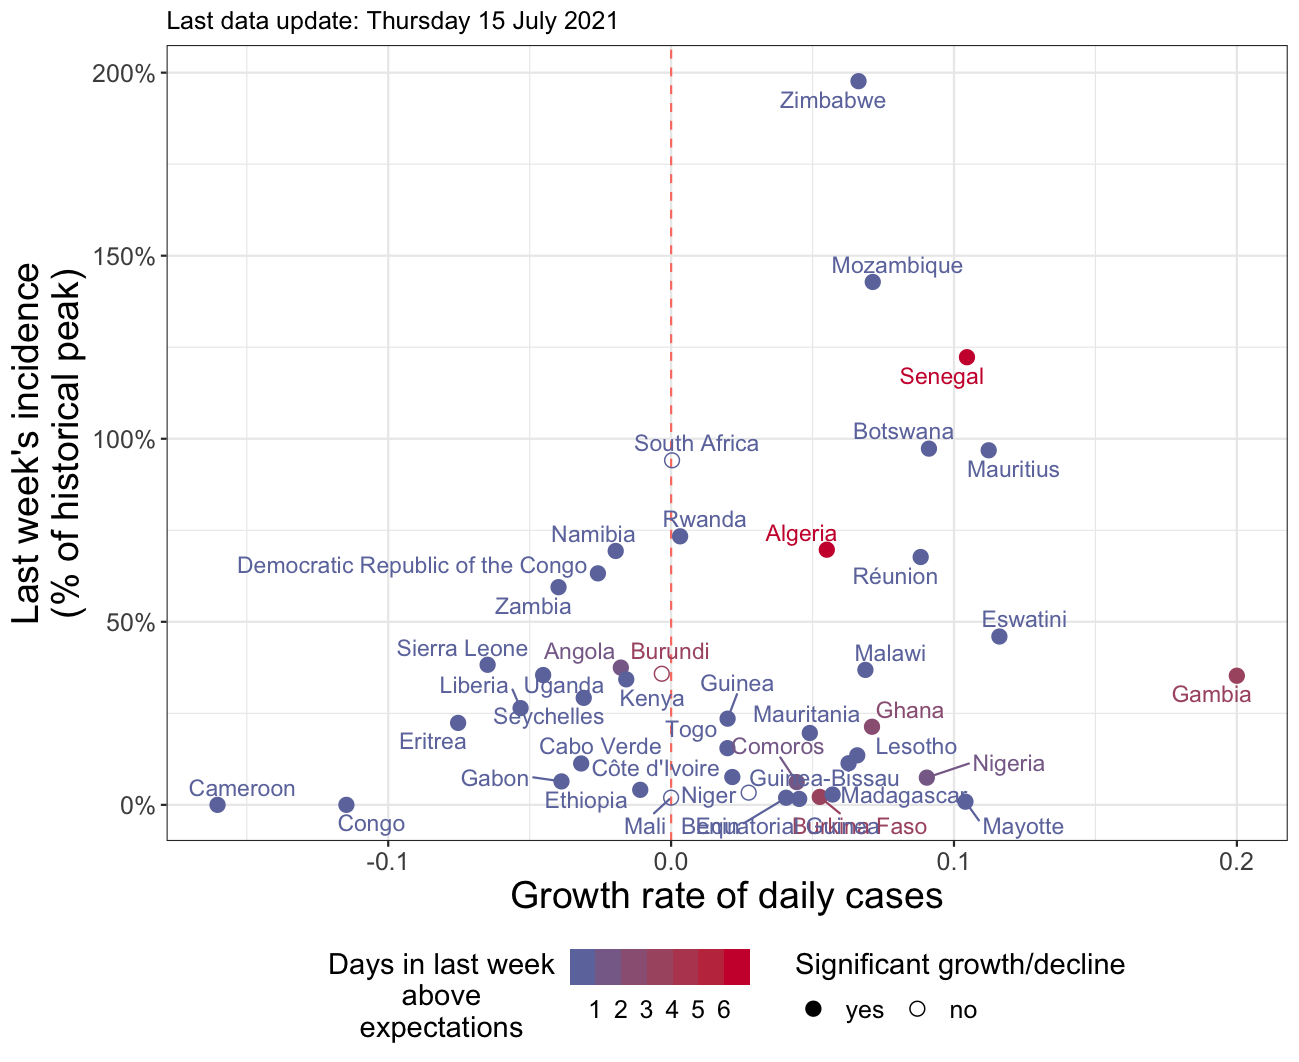 Last data update: Thursday 15 July 2021
200%
150%
100%
50%
0%
Last week's incidence
(% of historical peak)
Zimbabwe
Mozambique
Senegal
Botswana
South Africa
Mauritius
Rwanda
Namibia
Algeria
Democratic Republic of the Congo
Réunion
Zambia
Eswatini
Sierra Leone
Angola
Burundi
Malawi
Liberia
Uganda
Kenya
Guinea
Gambia
Seychelles
Mauritania
Ghana
Togo
Eritrea
Cabo Verde
Comoros
Lesotho
Nigeria
Gabon
Côte d'Ivoire
Guinea-Bissau
Cameroon
Ethiopia
Niger
Madagascar
Congo
Mali
Benin
Equatorial Guinea
Burkina Faso
Mayotte
-0.1
0.0
0.1
0.2
Growth rate of daily cases
Days in last week
above
expectations
1 2 3 4 5 6
Significant growth/decline
yes
no